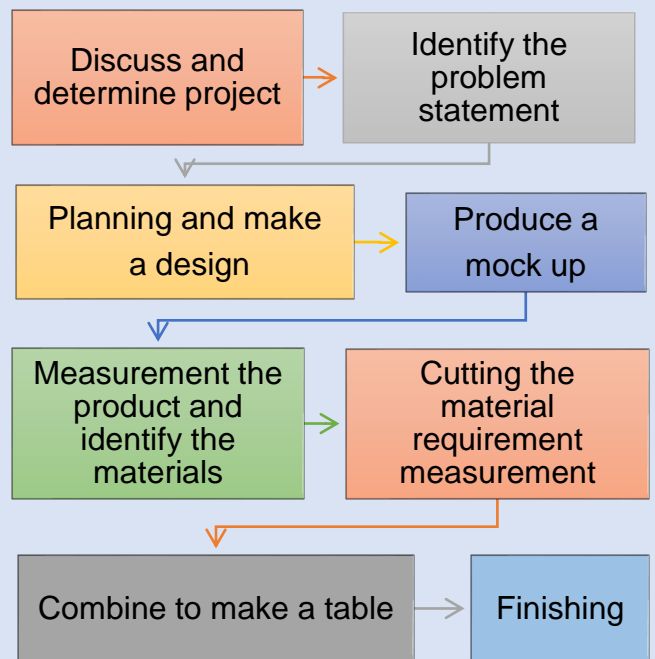 Discuss and
determine project
Identify the
problem
statement
Planning and make
a design
Produce a
mock up
Measurement the
product and
identify the
materials
Cutting the
material
requirement
measurement
Combine to make a table
Finishing